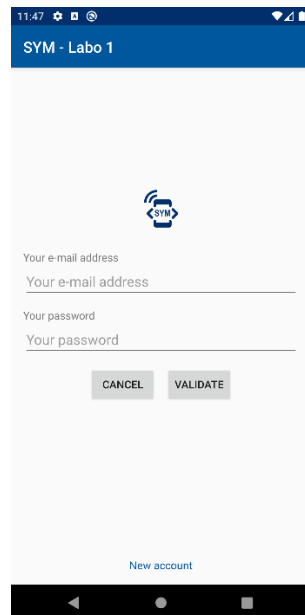 11:47
SYM - Labo 1
<SYM>
Your e-mail address
Your e-mail address
Your password
Your password
CANCEL VALIDATE
New account